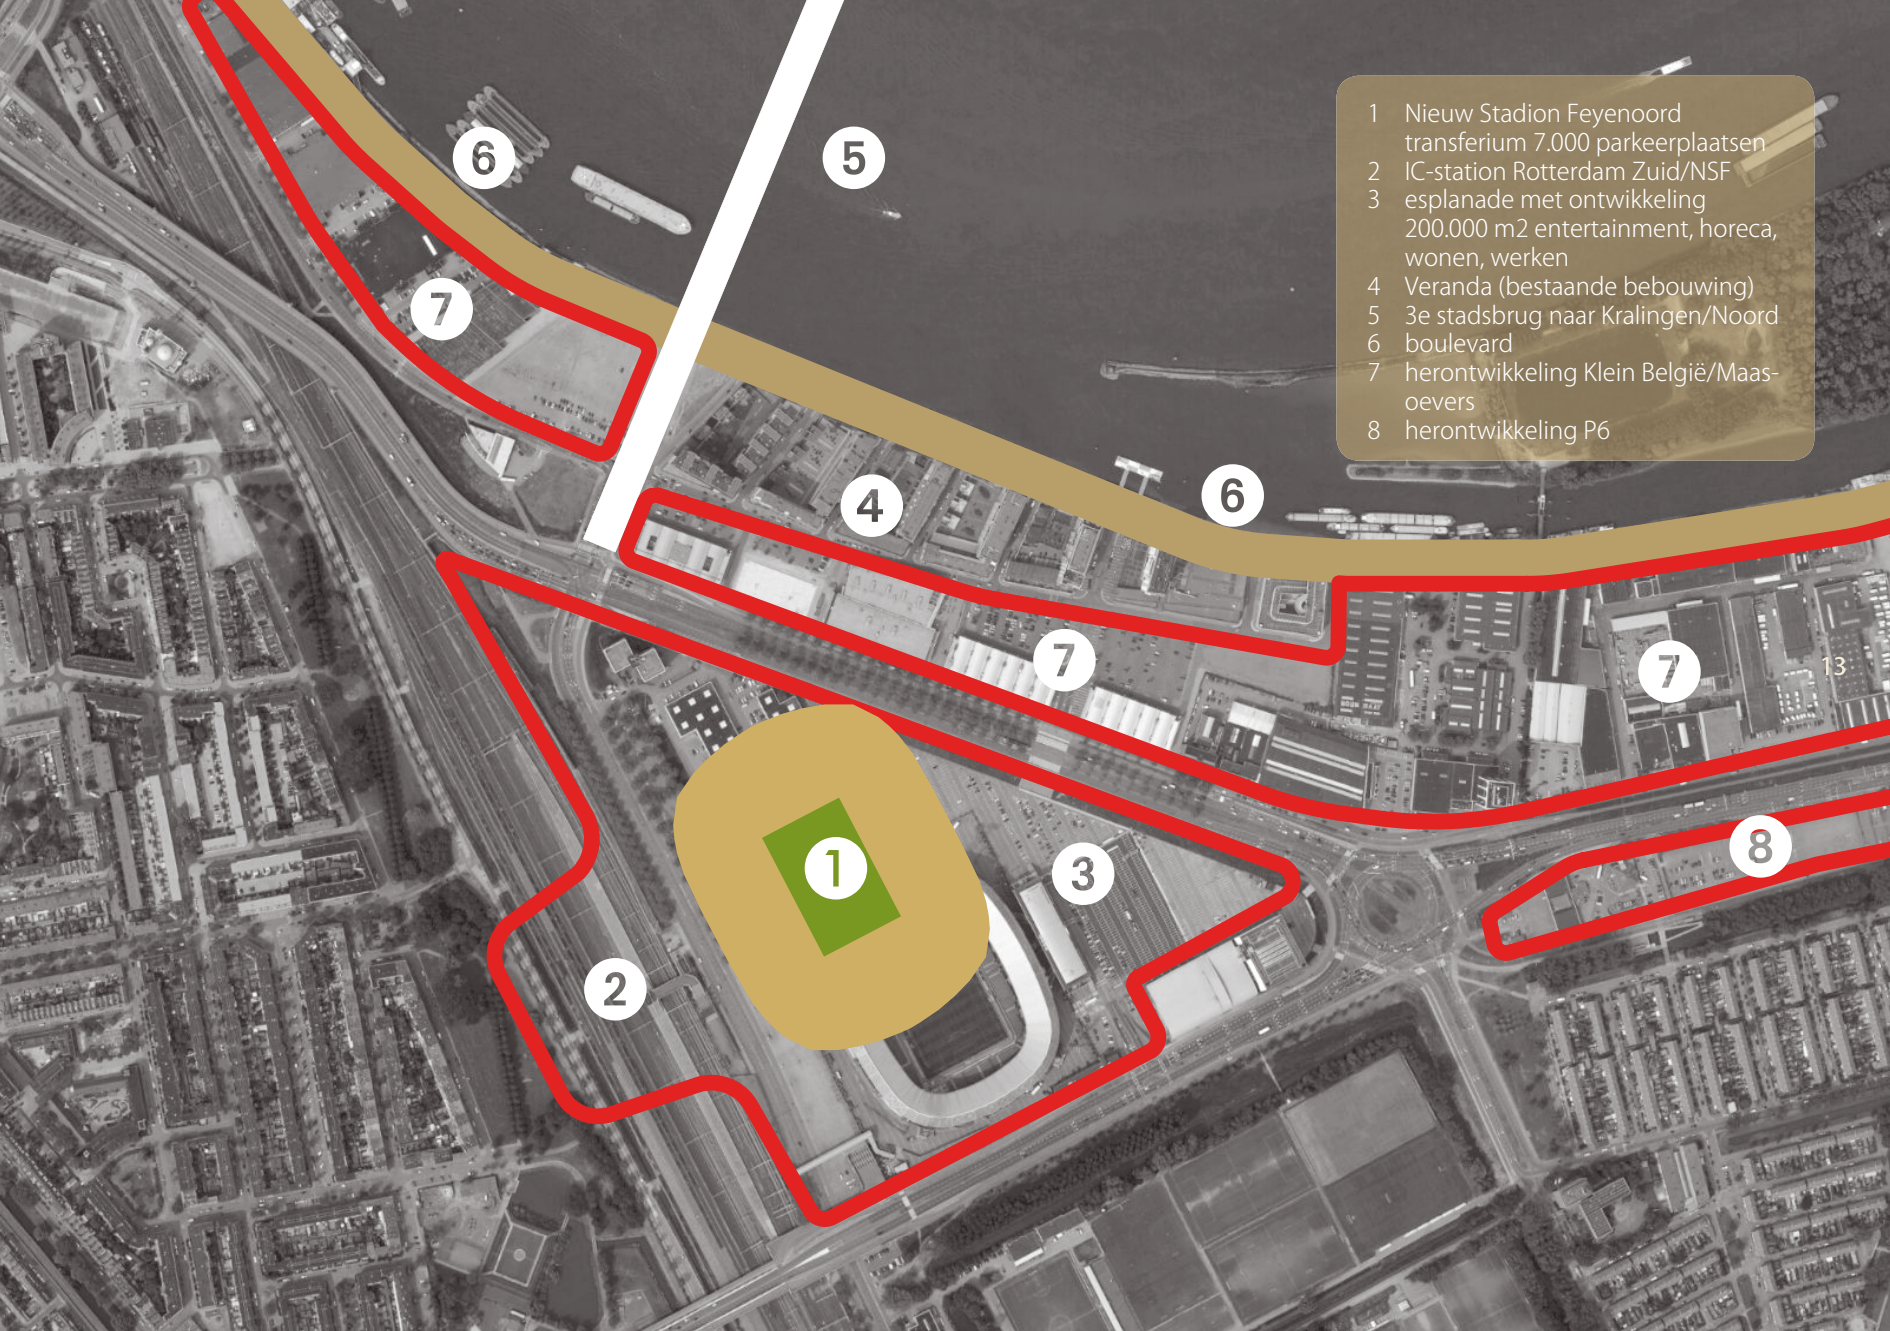 1 Nieuw Stadion Feyenoord
transferium 7.000 parkeerplaatsen
2 IC-station Rotterdam Zuid/NSF
3 esplanade met ontwikkeling
200.000 m2 entertainment, horeca,
wonen, werken
4 Veranda (bestaande bebouwing)
5 3e stadsbrug naar Kralingen/Noord
6 boulevard
7 herontwikkeling Klein België/Maas-
oevers
8 herontwikkeling P6
6
5
7
4
6
7
7
13
8
1
3
2